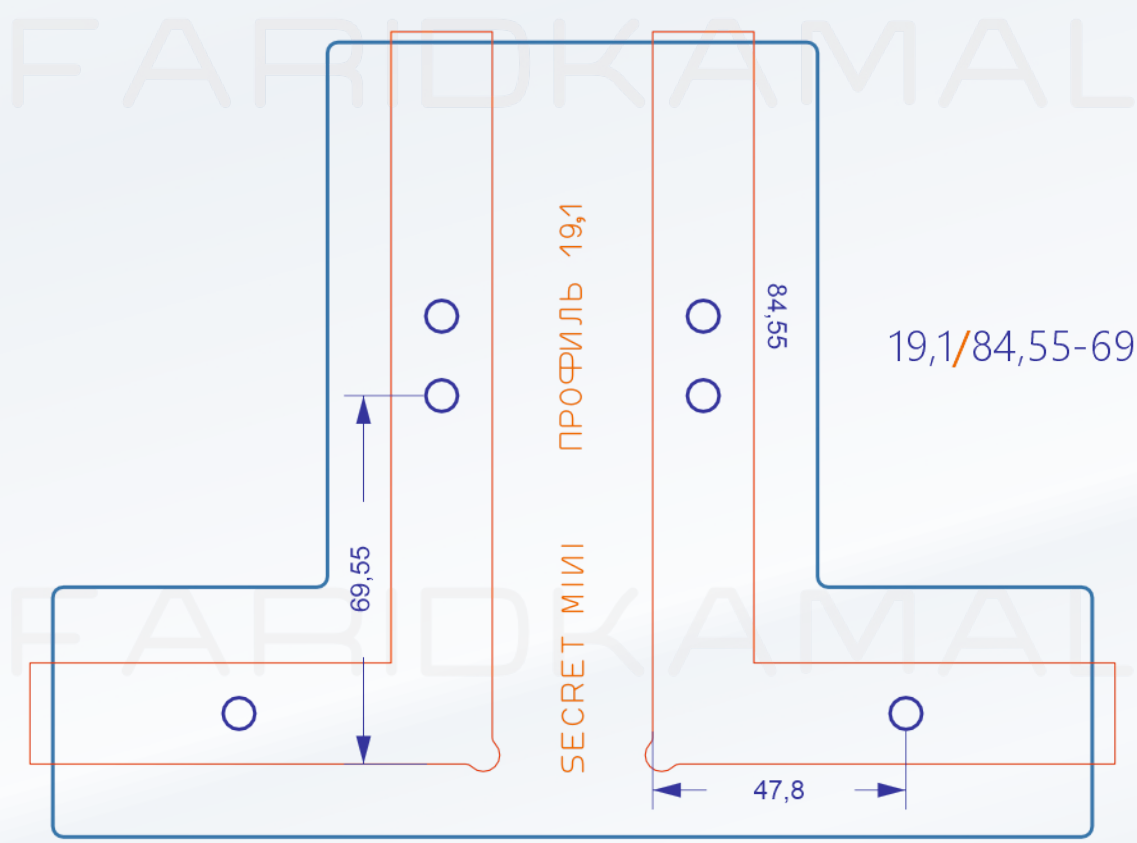 FARIDKAMAL
ПРОФИЛЬ 19,1
84,55
19,1/84,55-69
69,55
SECRET MINI
FARIDKAMAL
47,8